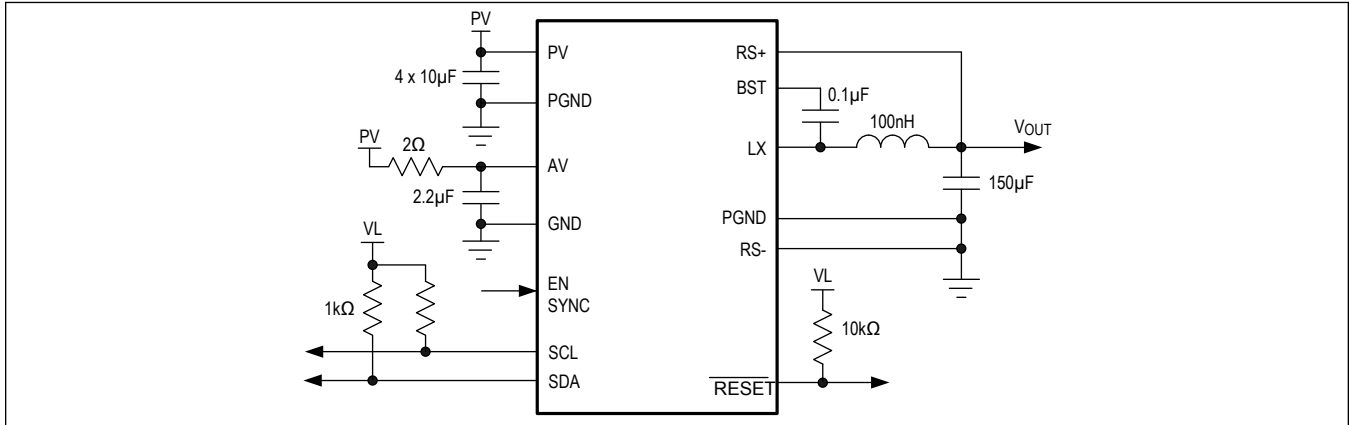 PV
PV
4 x 10µF
PGND
PV
2Ω
AV
2.2µF
GND
VL
EN
SYNC
1kΩ
SCL
SDA
RS+
BST
0.1µF
100nH
LX
VOUT
150µF
PGND
RS-
VL
10kΩ
RESET